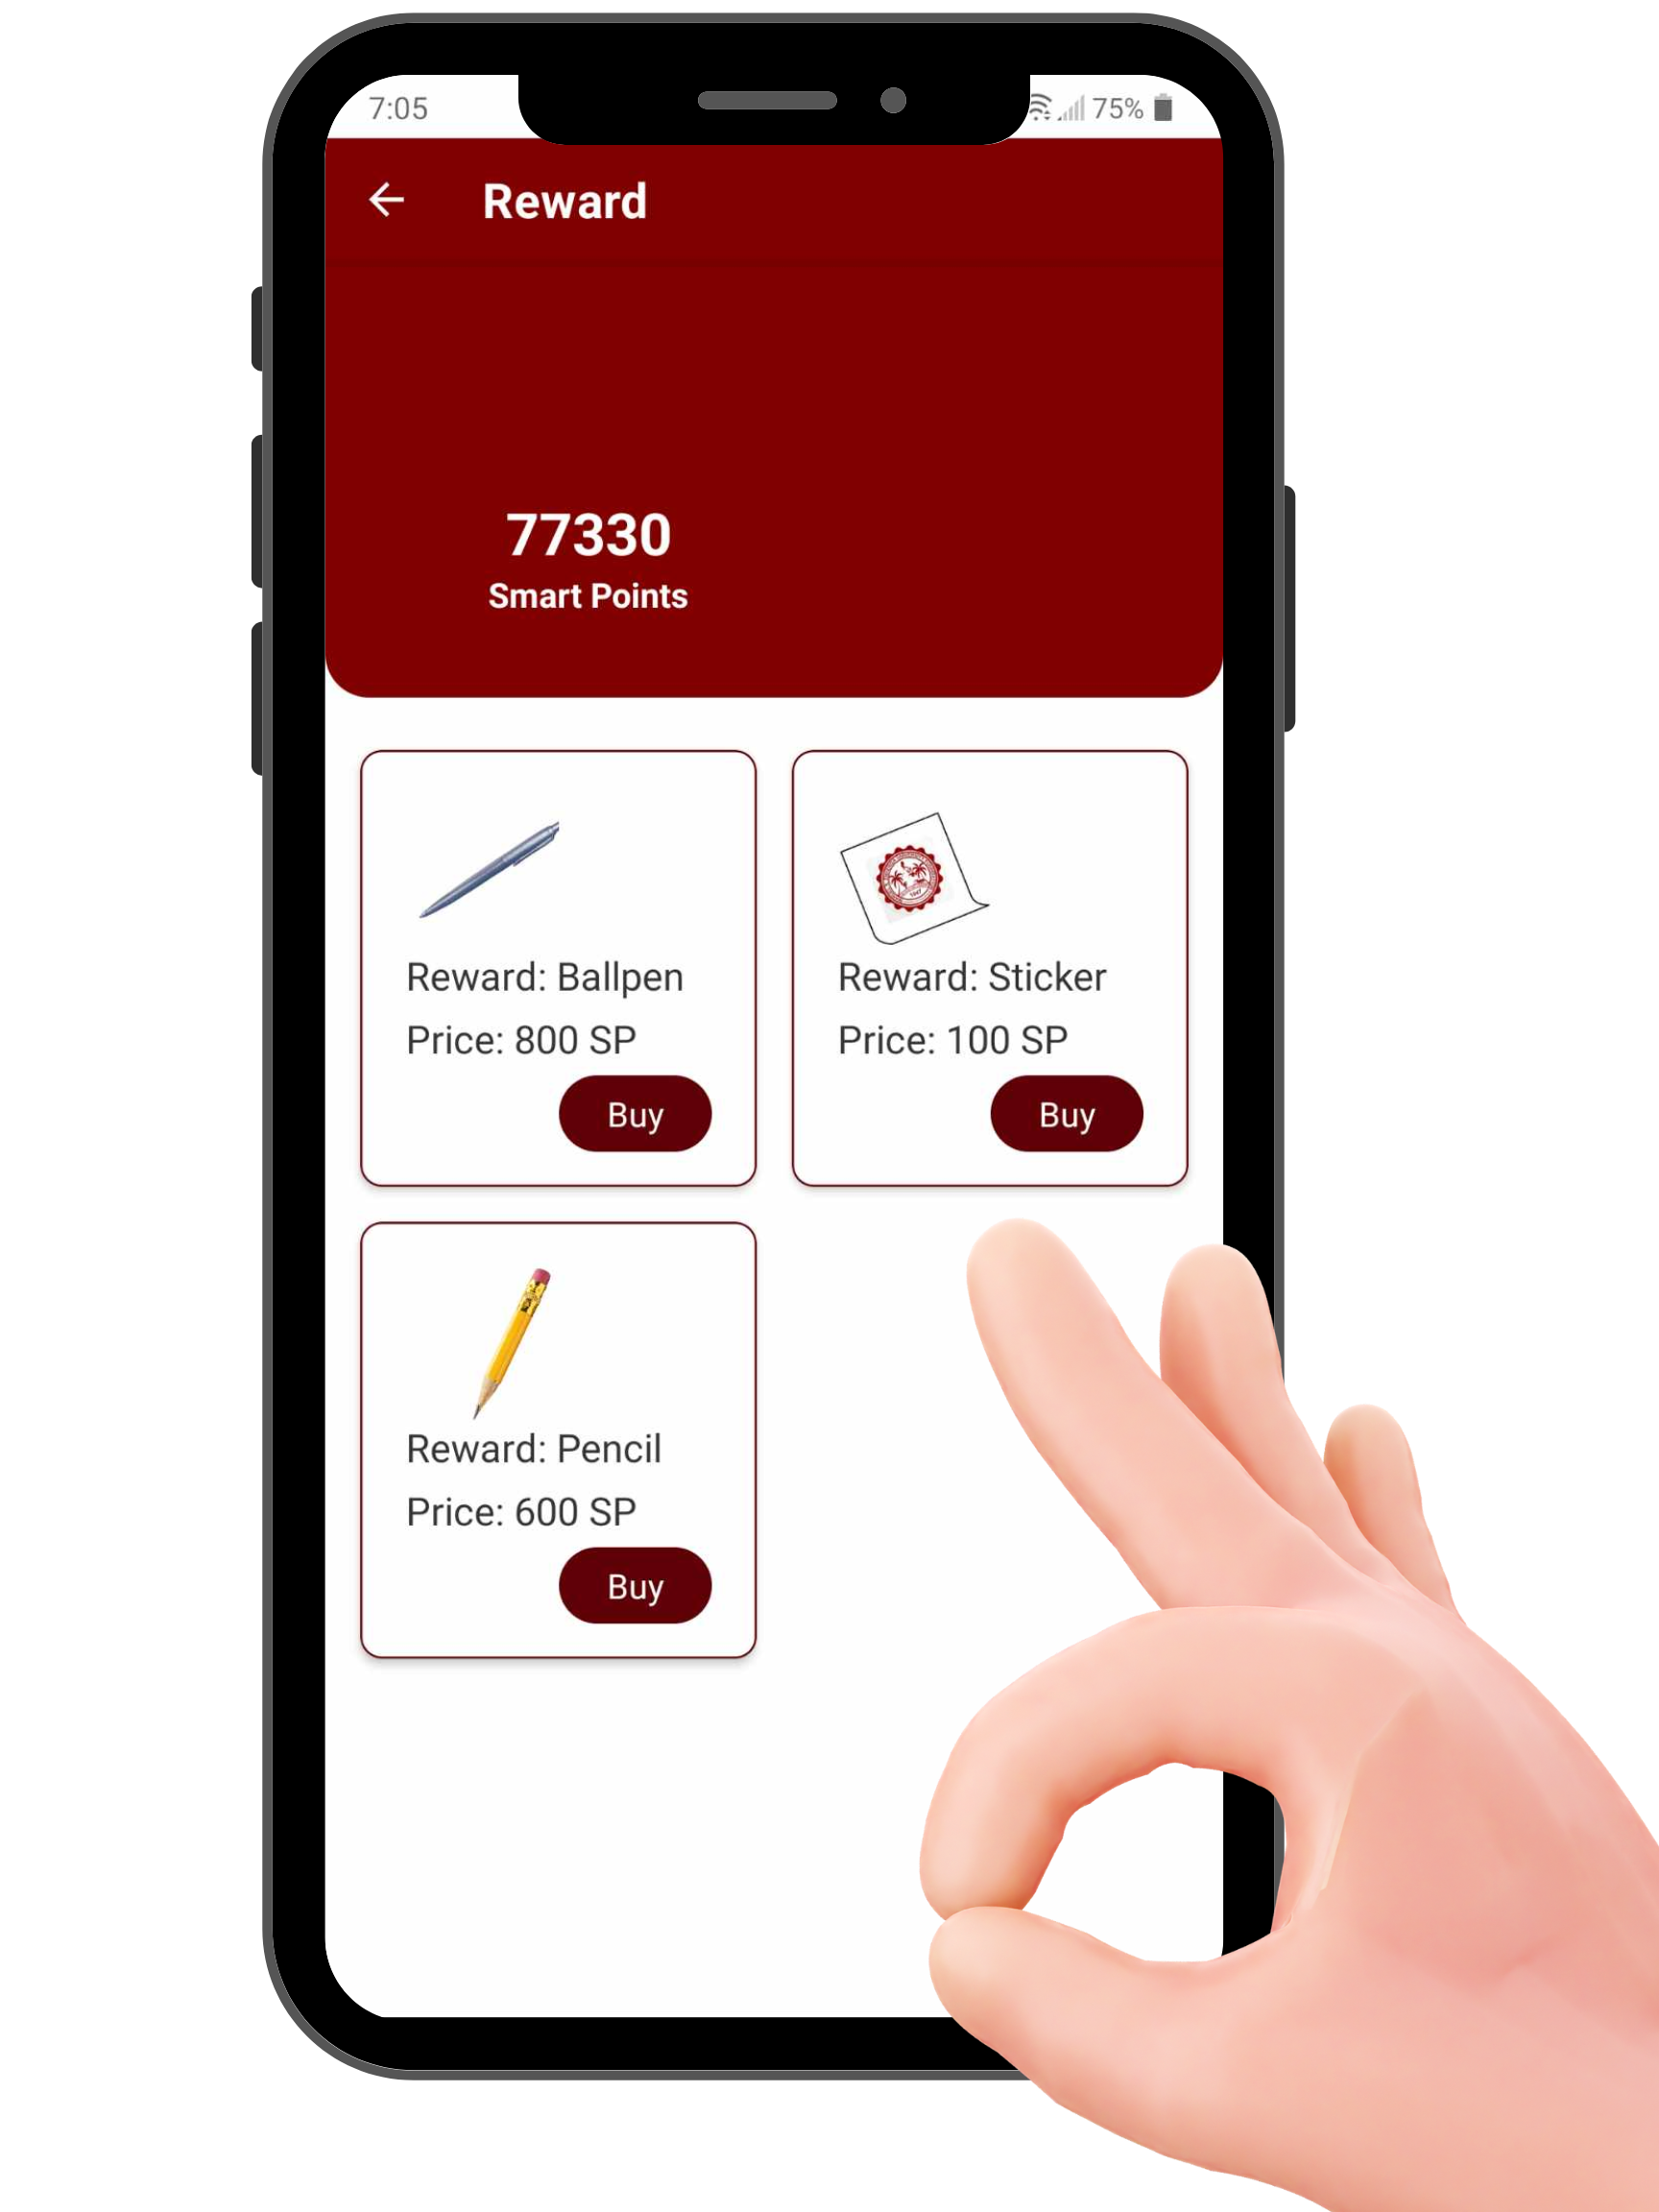 7:05
75%
Reward
77330
Smart Points
Reward: Ballpen
Price: 800 SP
Buy
Reward: Sticker
Price: 100 SP
Buy
Reward: Pencil
Price: 600 SP
Buy